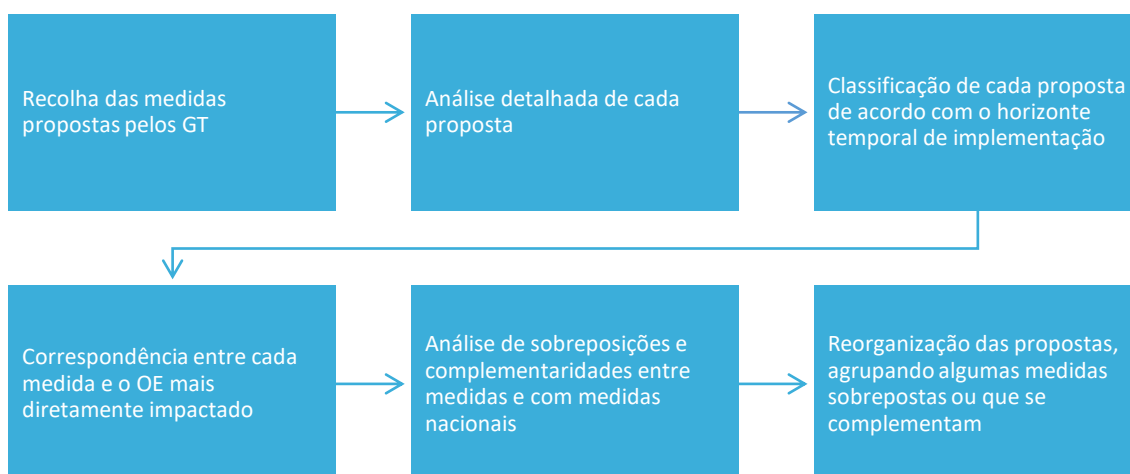 Recolha das medidas
propostas pelos GT
Análise detalhada de cada
proposta
Classificação de cada proposta
de acordo com o horizonte
temporal de implementação
Correspondência entre cada
medida e o OE mais
diretamente impactado
Análise de sobreposições e
complementaridades entre
medidas e com medidas
nacionais
Reorganização das propostas,
agrupando algumas medidas
sobrepostas ou que se
complementam